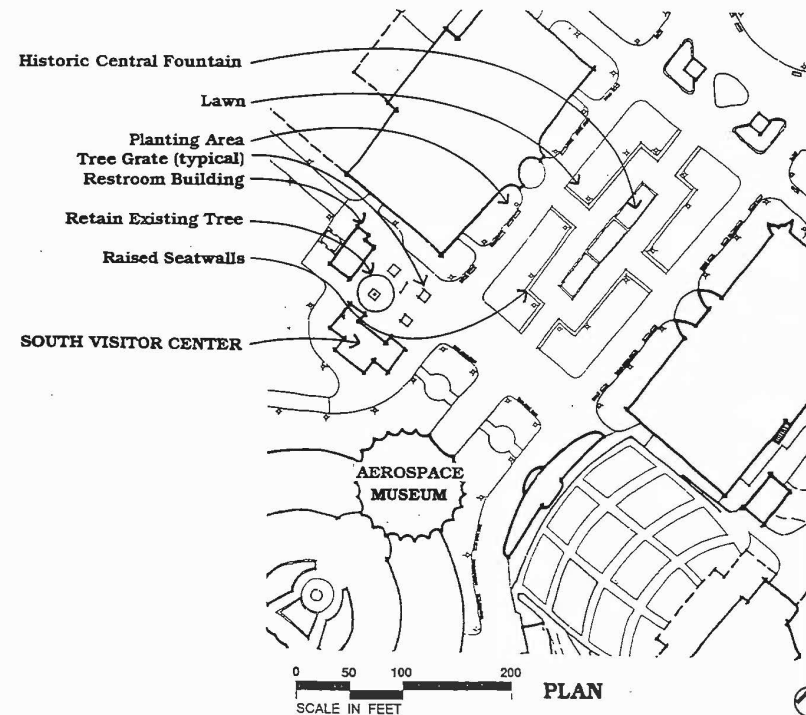 Historic Central Fountain
Lawn
Planting Area
Tree Grate (typical)
Restroom Building
Retain Existing Tree
Raised Seatwalls
SOUTH VISITOR CENTER
AEROSPACE
MUSEUM
0 50 100 200
SCALE IN FEET
PLAN